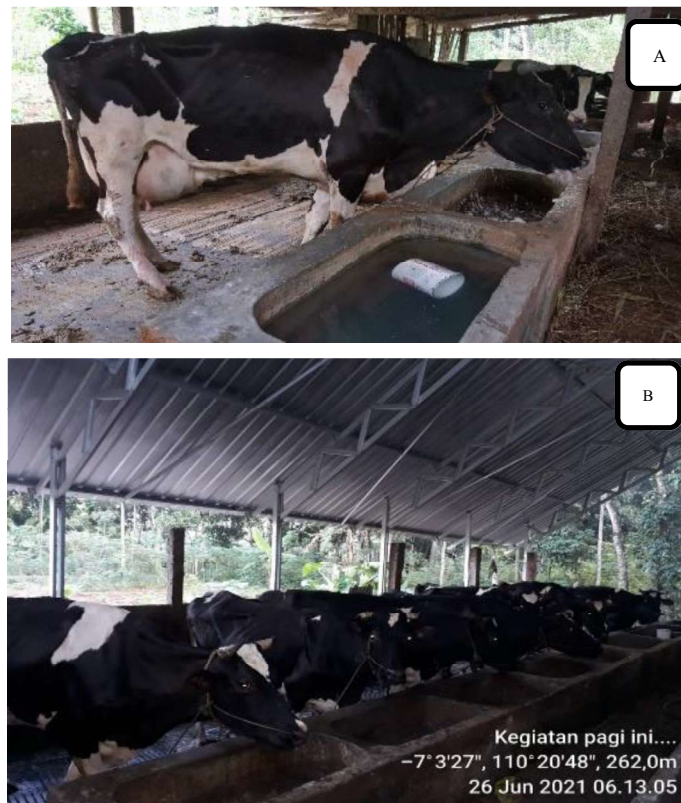 A
B
Kegiatan pagi ini....
−7°3'27", 110°20'48", 262,0m
26 Jun 2021 06.13.05